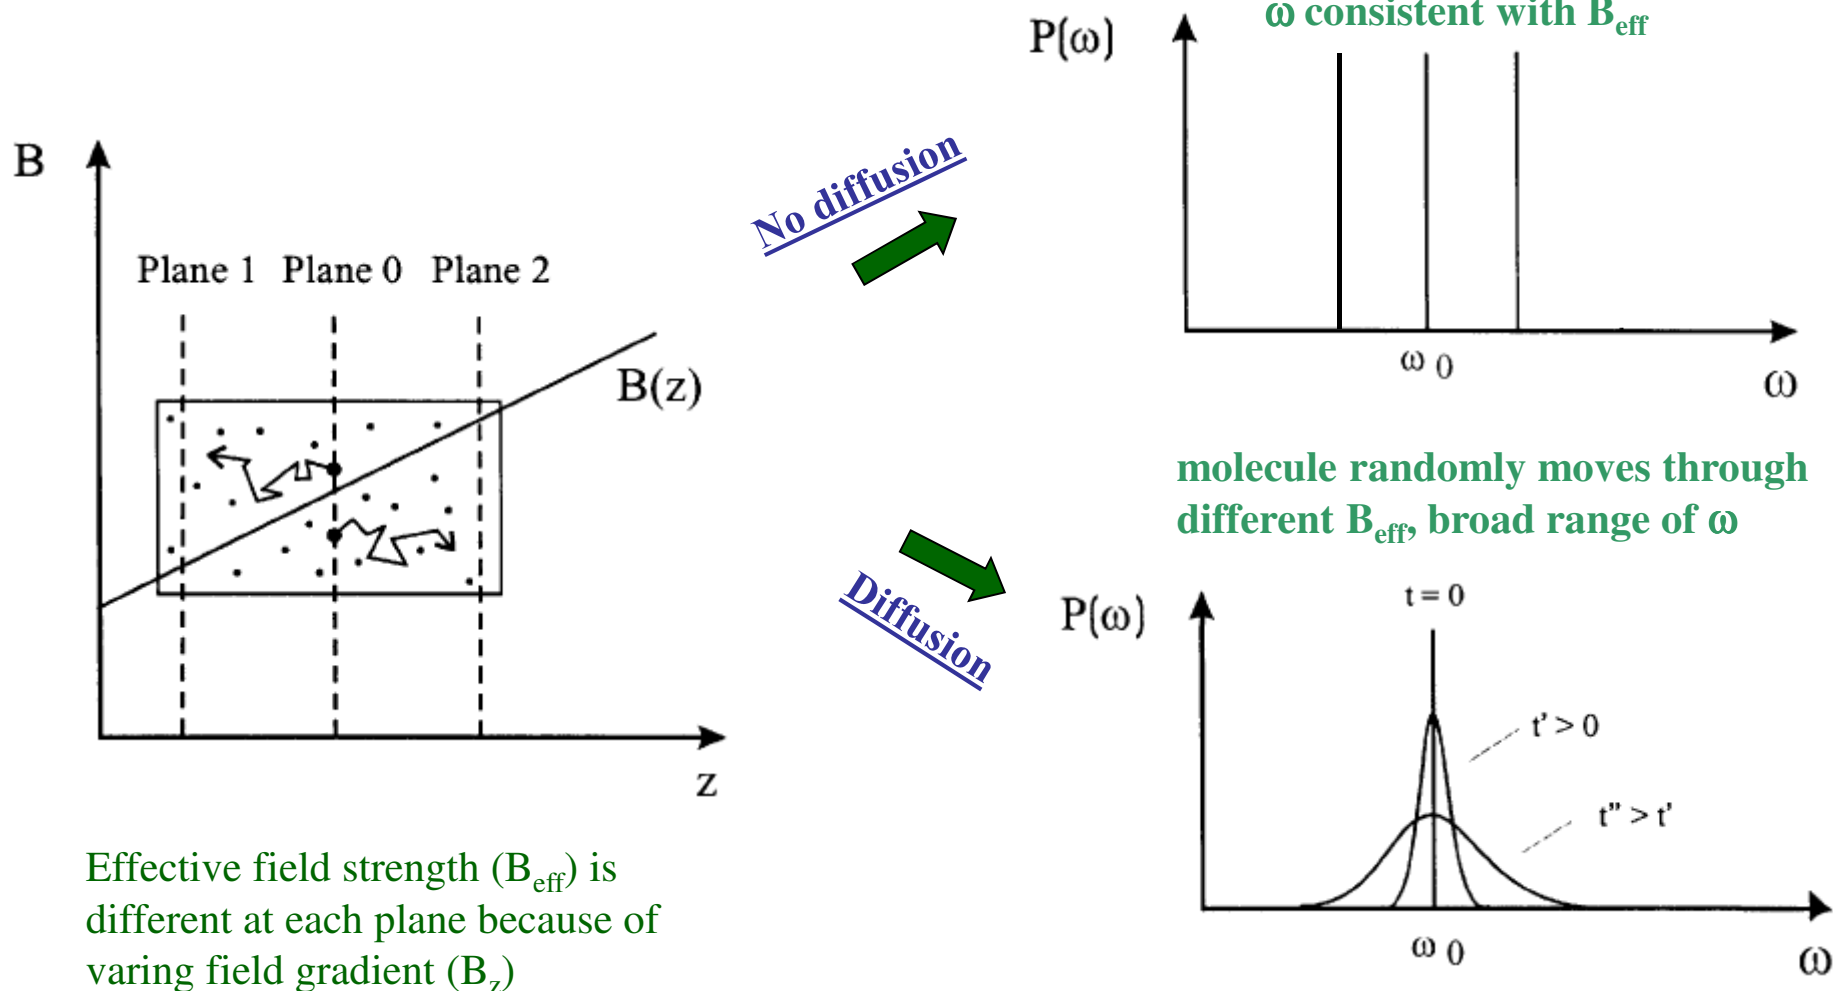 ω consistent with Beff
P(ω)
ω 0
ω
No diffusion
B
Plane 1 Plane 0 Plane 2
B(z)
z
Effective field strength (Beff) is
different at each plane because of
varing field gradient (Bz)
molecule randomly moves through
different Beff, broad range of ω
Diffusion
P(ω)
t = 0
t' > 0
t" > t'
ω 0
ω